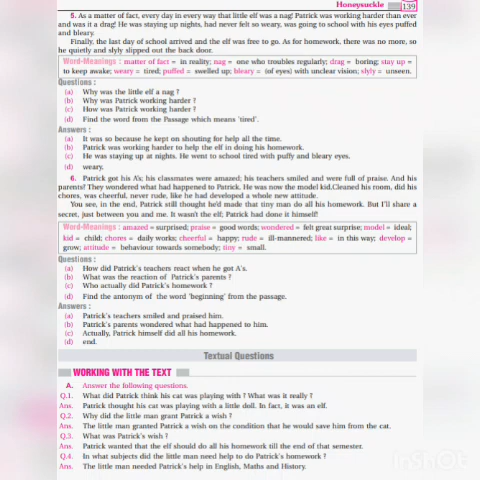 Honeysuckle 139
5. As a matter of fact, every day in every way that little elf was a nag! Patrick was working harder than ever
and was it a drag! He was staying up nights, had never felt so weary, was going to school with his eyes puffed
and bleary.
Finally, the last day of school arrived and the elf was free to go. As for homework, there was no more, so
he quietly and slyly slipped out the back door.
Word-Meanings : matter of fact = in reality; nag = one who troubles regularly; drag = boring; stay up =
to keep awake; weary = tired; puffed = swelled up; bleary = (of eyes) with unclear vision; slyly = unseen.
Questions :
(a) Why was the little elf a nag ?
(b) Why was Patrick working harder ?
(c) How was Patrick working harder ?
(d) Find the word from the Passage which means 'tired'.
Answers :
(a) It was so because he kept on shouting for help all the time.
(b) Patrick was working harder to help the elf in doing his homework.
(c) He was staying up at nights. He went to school tired with puffy and bleary eyes.
(d) weary.
6. Patrick got his A's; his classmates were amazed; his teachers smiled and were full of praise. And his
parents? They wondered what had happened to Patrick. He was now the model kid.Cleaned his room, did his
chores, was cheerful, never rude, like he had developed a whole new attitude.
You see, in the end, Patrick still thought he'd made that tiny man do all his homework. But I'll share a
secret, just between you and me. It wasn't the elf; Patrick had done it himself!
Word-Meanings : amazed = surprised; praise = good words; wondered = felt great surprise; model = ideal;
kid = child; chores = daily works; cheerful = happy; rude = ill-mannered; like = in this way; develop =
grow; attitude = behaviour towards somebody; tiny = small.
Questions :
(a) How did Patrick's teachers react when he got A's.
(b) What was the reaction of Patrick's parents ?
(c) Who actually did Patrick's homework ?
(d) Find the antonym of the word 'beginning' from the passage.
Answers :
(a) Patrick's teachers smiled and praised him.
(b) Patrick's parents wondered what had happened to him.
(c) Actually, Patrick himself did all his homework.
(d) end.
Textual Questions
WORKING WITH THE TEXT
A. Answer the following questions.
Q.1. What did Patrick think his cat was playing with ? What was it really ?
Ans. Patrick thought his cat was playing with a little doll. In fact, it was an elf.
Q.2. Why did the little man grant Patrick a wish ?
Ans. The little man granted Patrick a wish on the condition that he would save him from the cat.
Q.3. What was Patrick's wish ?
Ans. Patrick wanted that the elf should do all his homework till the end of that semester.
Q.4. In what subjects did the little man need help to do Patrick's homework ?
Ans. The little man needed Patrick's help in English, Maths and History.
InShOt